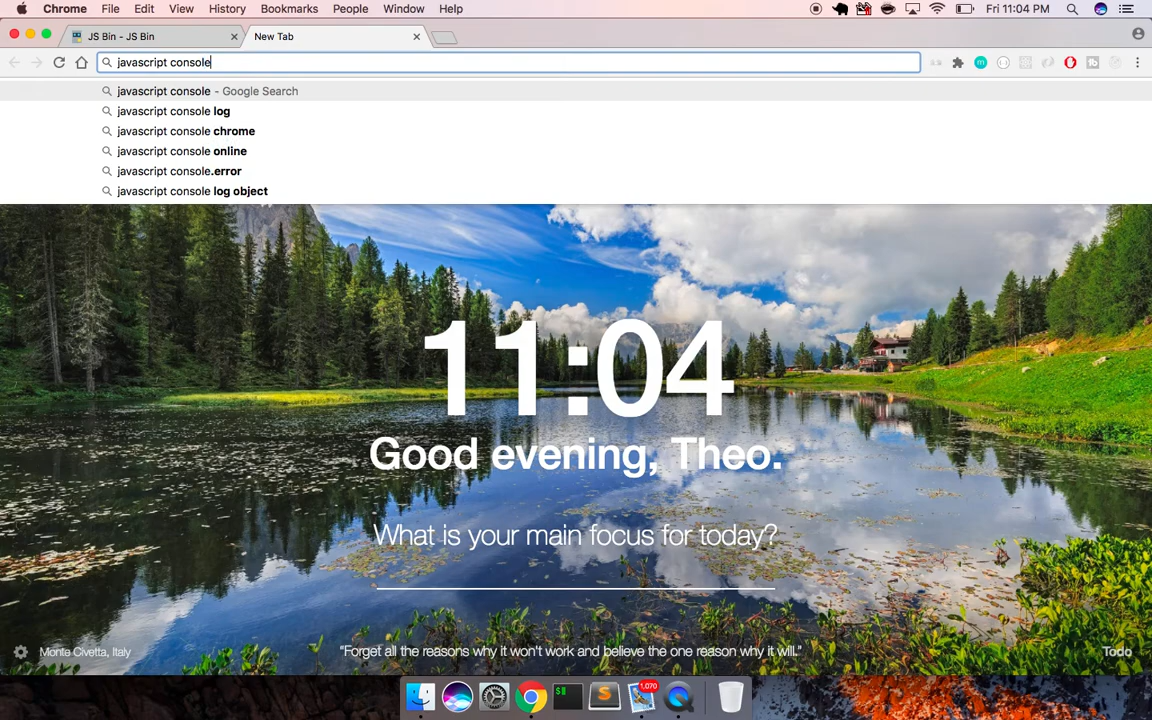 Chrome File Edit View History Bookmarks People Window Help Fri 11:04 PM
JS Bin - JS Bin New Tab
javascript console
javascript console - Google Search
javascript console log
javascript console chrome
javascript console online
javascript console.error
javascript console log object
11:04
Good evening, Theo.
What is your main focus for today?
Monte Civetta, Italy
"Forget all the reasons why it won't work and believe the one reason why it will."
Todo
1,070